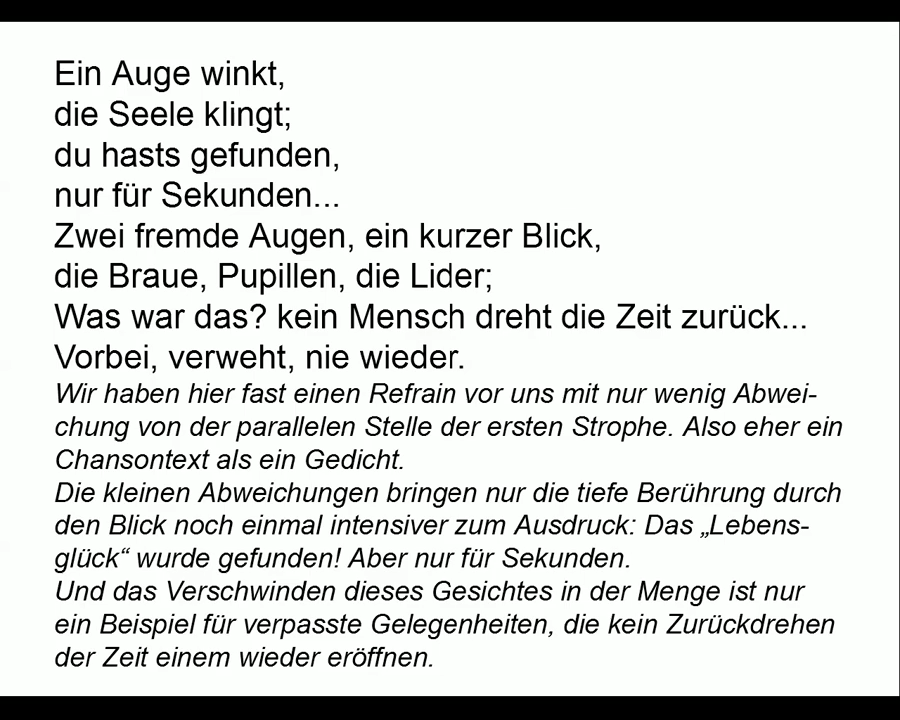 Ein Auge winkt,
die Seele klingt;
du hasts gefunden,
nur für Sekunden...
Zwei fremde Augen, ein kurzer Blick,
die Braue, Pupillen, die Lider;
Was war das? kein Mensch dreht die Zeit zurück...
Vorbei, verweht, nie wieder.
Wir haben hier fast einen Refrain vor uns mit nur wenig Abwei-
chung von der parallelen Stelle der ersten Strophe. Also eher ein
Chansontext als ein Gedicht.
Die kleinen Abweichungen bringen nur die tiefe Berührung durch
den Blick noch einmal intensiver zum Ausdruck: Das „Lebens-
glück“ wurde gefunden! Aber nur für Sekunden.
Und das Verschwinden dieses Gesichtes in der Menge ist nur
ein Beispiel für verpasste Gelegenheiten, die kein Zurückdrehen
der Zeit einem wieder eröffnen.